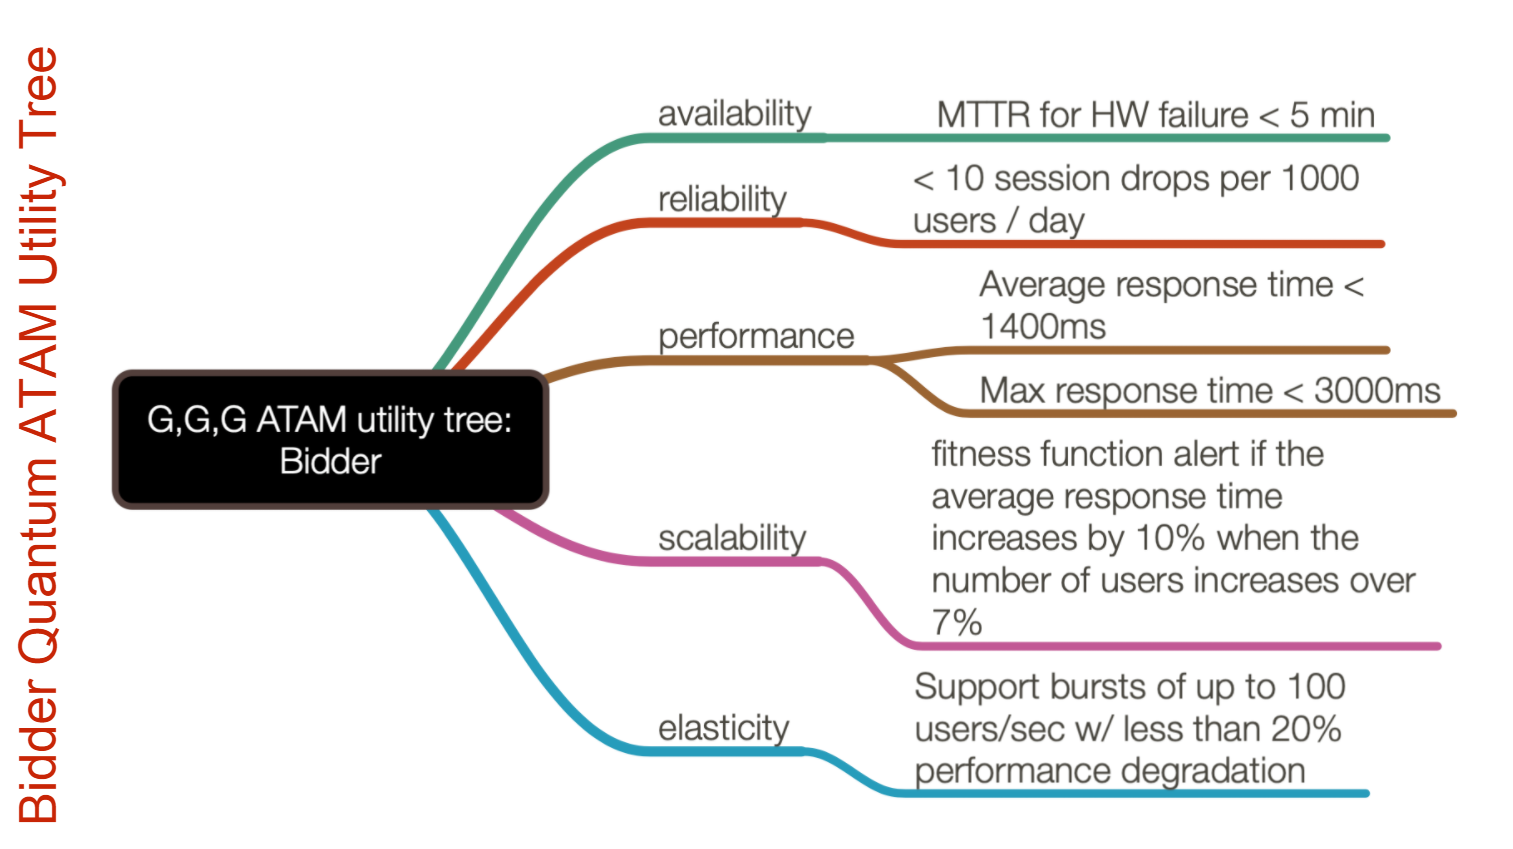 Bidder Quantum ATAM Utility Tree
G,G,G ATAM utility tree:
Bidder
availability
MTTR for HW failure < 5 min
reliability
< 10 session drops per 1000
users / day
performance
Average response time <
1400ms
Max response time < 3000ms
scalability
fitness function alert if the
average response time
increases by 10% when the
number of users increases over
7%
elasticity
Support bursts of up to 100
users/sec w/ less than 20%
performance degradation